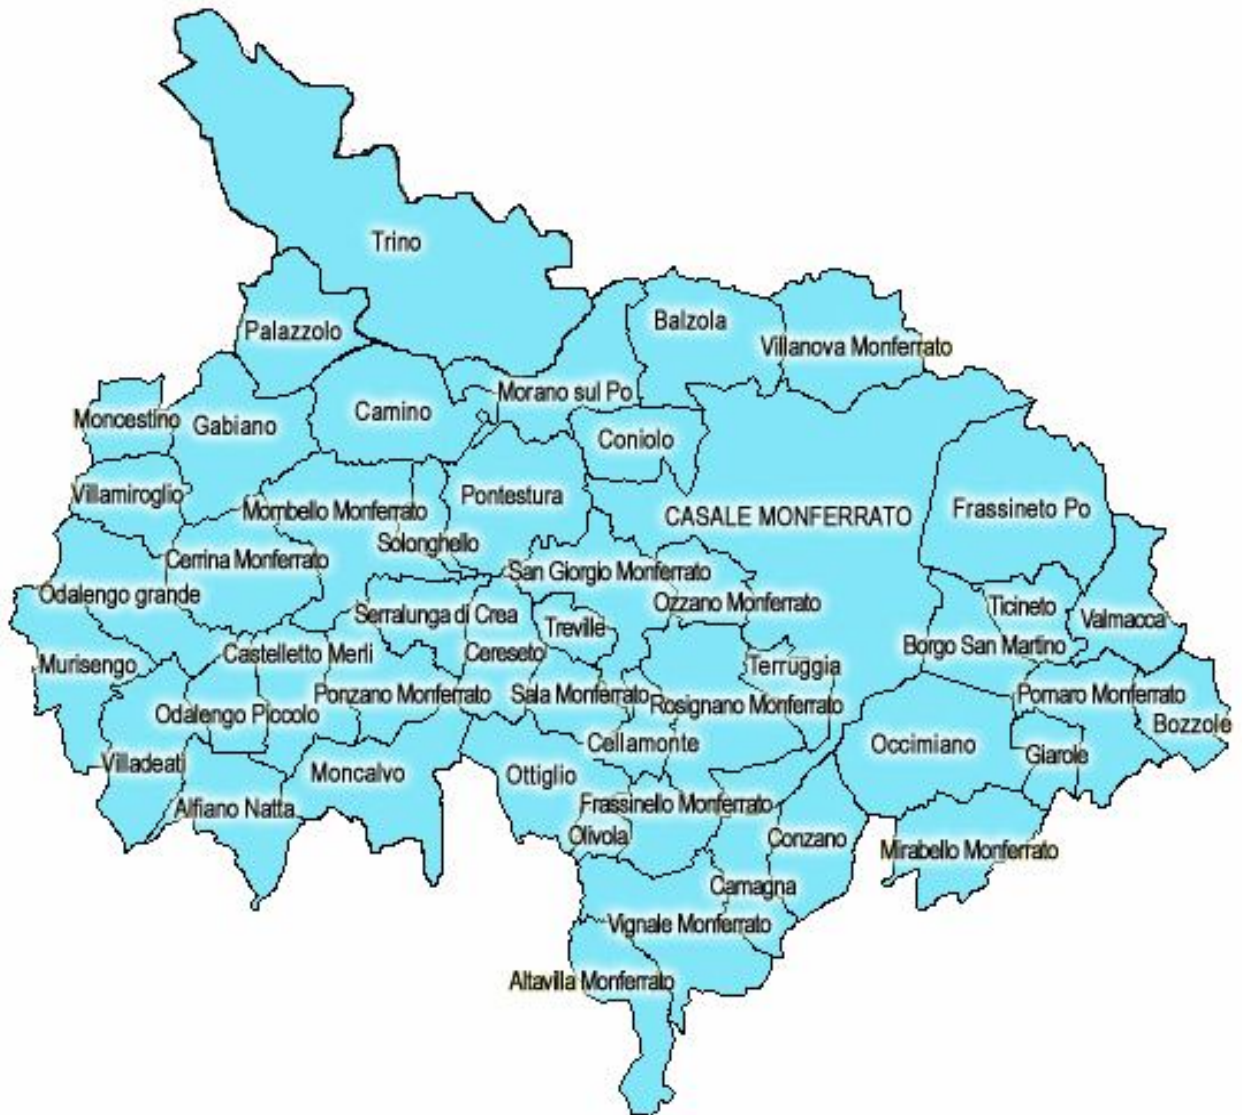 Trino
Palazzolo
Balzola
Villanova Monferrato
Moncestino
Gabiano
Camino
Morano sul Po
Coniolo
Villamiroglio
Mombello Monferrato
Pontestura
CASALE MONFERRATO
Frassineto Po
Solonghello
Cerrina Monferrato
San Giorgio Monferrato
Odalengo grande
Serralunga di Crea
Ozzano Monferrato
Ticineto
Treville
Valmacca
Murisengo
Castelletto Merli
Cereseto
Terruggia
Borgo San Martino
Ponzano Monferrato
Sala Monferrato
Rosignano Monferrato
Pomaro Monferrato
Odalengo Piccolo
Bozzole
Cellamonte
Occimiano
Giarole
Villadeati
Moncalvo
Ottiglio
Alfiano Natta
Frassinello Monferrato
Olivola
Conzano
Mirabello Monferrato
Camagna
Vignale Monferrato
Altavilla Monferrato